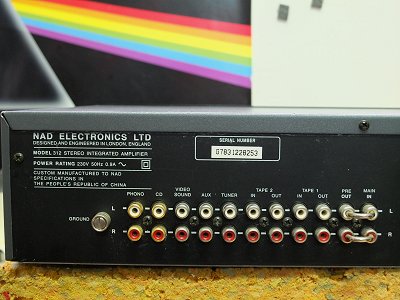 NAD ELECTRONICS LTD
DESIGNED AND ENGINEERED IN LONDON, ENGLAND
MODEL 312 STEREO INTEGRATED AMPLIFIER
POWER RATING 230V 50Hz 0.9A
CUSTOM MANUFACTURED TO NAD
SPECIFICATIONS IN
THE PEOPLE'S REPUBLIC OF CHINA
SERIAL NUMBER
G7831228253
PHONO CD VIDEO SOUND AUX TUNER TAPE 2 IN OUT TAPE 1 IN OUT PRE OUT MAIN IN
L L
GROUND
R R